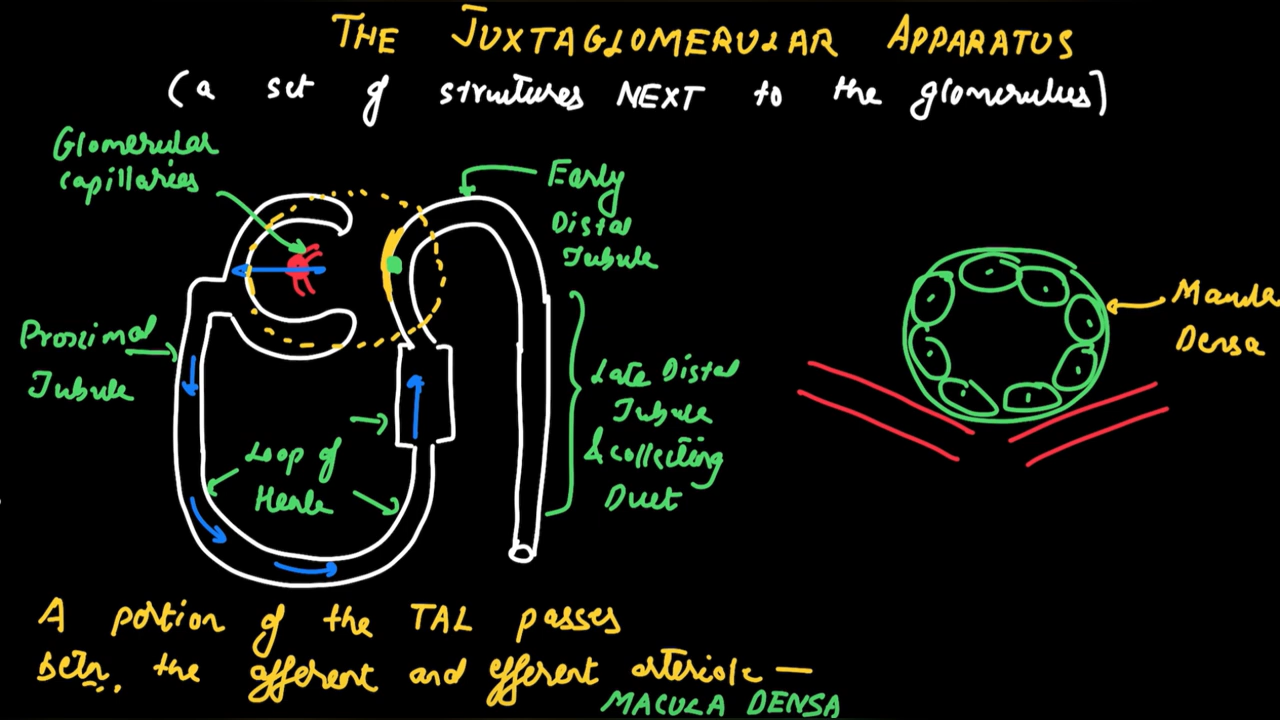 THE JUXTAGLOMERULAR APPARATUS
(a set of structures NEXT to the glomerulus)
Glomerular
capillaries
Early
Distal
Tubule
Proximal
Tubule
Loop of
Henle
Late Distal
Tubule
& collecting
Duct
Macula
Densa
A portion of the TAL passes
betn. the afferent and efferent arteriole —
MACULA DENSA